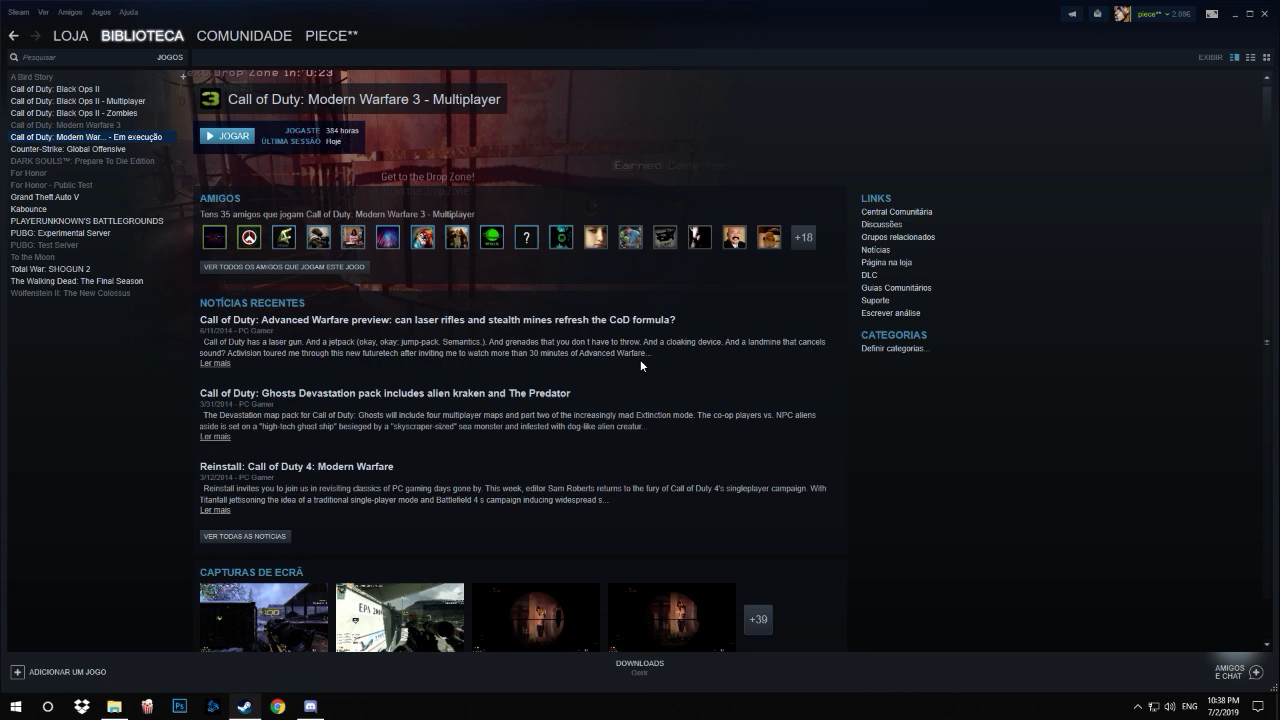 Steam Ver Amigos Jogos Ajuda
piece** 2.08€
LOJA BIBLIOTECA COMUNIDADE PIECE**
Pesquisar JOGOS
EXIBIR
A Bird Story
Call of Duty: Black Ops II
Call of Duty: Black Ops II - Multiplayer
Call of Duty: Black Ops II - Zombies
Call of Duty: Modern Warfare 3
Call of Duty: Modern War... - Em execução
Counter-Strike: Global Offensive
DARK SOULS™: Prepare To Die Edition
For Honor
For Honor - Public Test
Grand Theft Auto V
Kabounce
PLAYERUNKNOWN'S BATTLEGROUNDS
PUBG: Experimental Server
PUBG: Test Server
To the Moon
Total War: SHOGUN 2
The Walking Dead: The Final Season
Wolfenstein II: The New Colossus
Drop Zone in: 0:23
3 Call of Duty: Modern Warfare 3 - Multiplayer
JOGAR
JOGASTE 384 horas
ÚLTIMA SESSÃO Hoje
Earned
Get to the Drop Zone!
AMIGOS
Tens 35 amigos que jogam Call of Duty: Modern Warfare 3 - Multiplayer
? +18
VER TODOS OS AMIGOS QUE JOGAM ESTE JOGO
NOTÍCIAS RECENTES
Call of Duty: Advanced Warfare preview: can laser rifles and stealth mines refresh the CoD formula?
6/11/2014 - PC Gamer
Call of Duty has a laser gun. And a jetpack (okay, okay: jump-pack. Semantics.). And grenades that you don t have to throw. And a cloaking device. And a landmine that cancels
sound? Activision toured me through this new futuretech after inviting me to watch more than 30 minutes of Advanced Warfare...
Ler mais
Call of Duty: Ghosts Devastation pack includes alien kraken and The Predator
3/31/2014 - PC Gamer
The Devastation map pack for Call of Duty: Ghosts will include four multiplayer maps and part two of the increasingly mad Extinction mode. The co-op players vs. NPC aliens
aside is set on a "high-tech ghost ship" besieged by a "skyscraper-sized" sea monster and infested with dog-like alien creatur...
Ler mais
Reinstall: Call of Duty 4: Modern Warfare
3/12/2014 - PC Gamer
Reinstall invites you to join us in revisiting classics of PC gaming days gone by. This week, editor Sam Roberts returns to the fury of Call of Duty 4's singleplayer campaign. With
Titanfall jettisoning the idea of a traditional single-player mode and Battlefield 4 s campaign inducing widespread s...
Ler mais
VER TODAS AS NOTÍCIAS
CAPTURAS DE ECRÃ
+39
LINKS
Central Comunitária
Discussões
Grupos relacionados
Notícias
Página na loja
DLC
Guias Comunitários
Suporte
Escrever análise
CATEGORIAS
Definir categorias...
ADICIONAR UM JOGO
DOWNLOADS
Gerir
AMIGOS
E CHAT
Ps
ENG
10:38 PM
7/2/2019